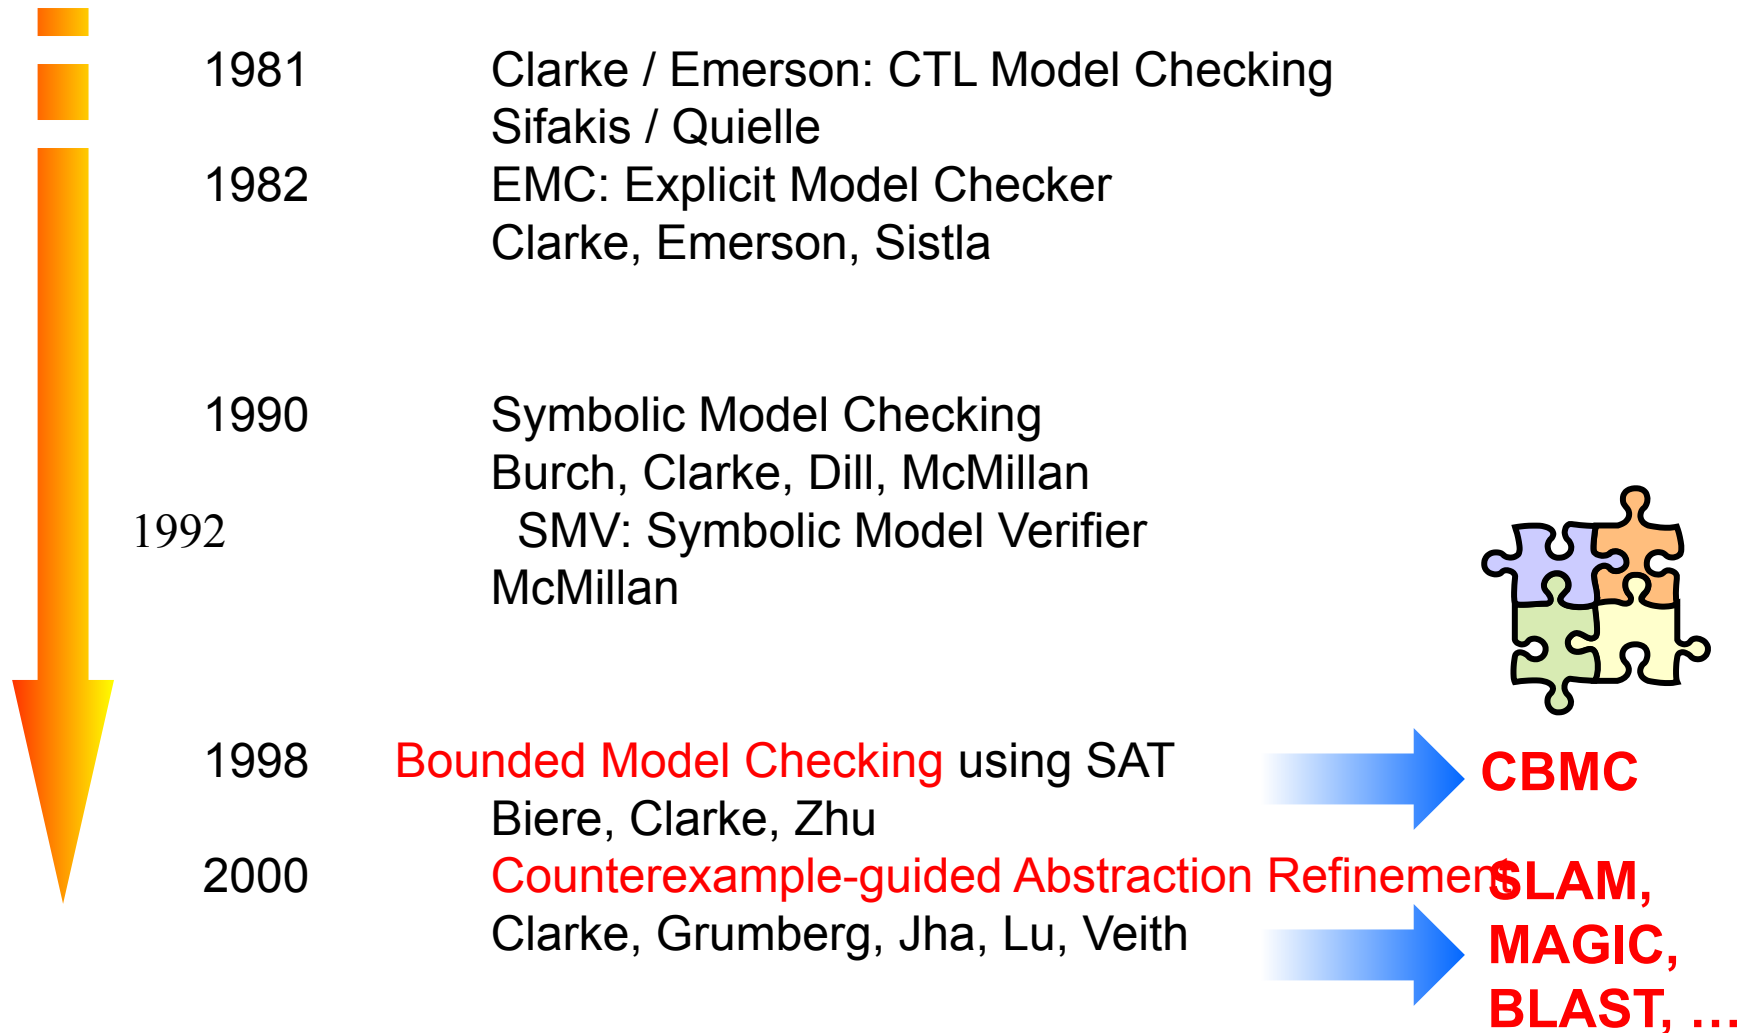 1981 Clarke / Emerson: CTL Model Checking
Sifakis / Quielle
1982 EMC: Explicit Model Checker
Clarke, Emerson, Sistla
1990 Symbolic Model Checking
Burch, Clarke, Dill, McMillan
1992 SMV: Symbolic Model Verifier
McMillan
1998 Bounded Model Checking using SAT
CBMC
Biere, Clarke, Zhu
2000 Counterexample-guided Abstraction Refinement
Clarke, Grumberg, Jha, Lu, Veith
SLAM,
MAGIC,
BLAST, …